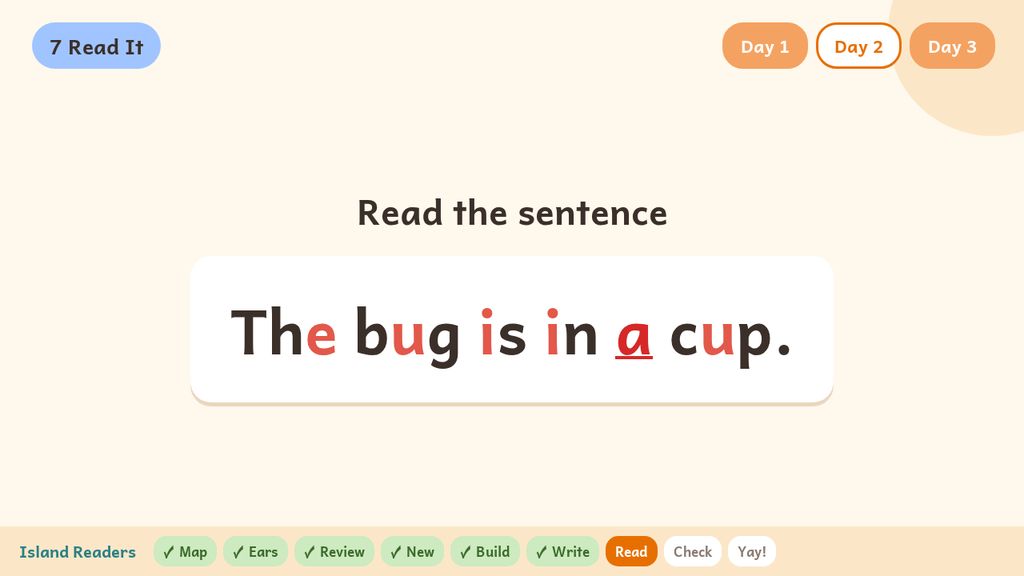 7 Read It
Day 1 Day 2 Day 3
Read the sentence
The bug is in a cup.
Island Readers ✓ Map ✓ Ears ✓ Review ✓ New ✓ Build ✓ Write Read Check Yay!